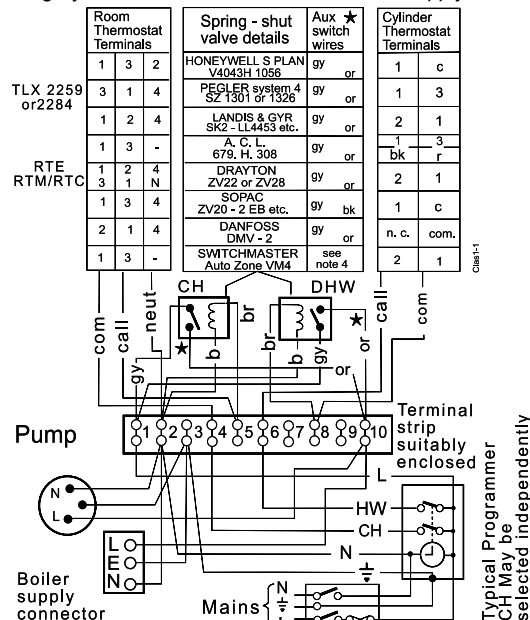 Room
Thermostat
Terminals
Spring - shut
valve details
Aux ★
switch
wires
Cylinder
Thermostat
Terminals
1 3 2 HONEYWELL S PLAN V4043H 1056 gy or 1 c
TLX 2259 or2284 3 1 4 PEGLER system 4 SZ 1301 or 1326 gy or 1 3
1 2 4 LANDIS & GYR SK2 - LL4453 etc. gy or 2 1
1 3 - A. C. L. 679. H. 308 gy or 1 bk 3 r
RTE 1 2 4 DRAYTON gy 2 1
RTM/RTC 3 1 N ZV22 or ZV28 or
1 3 4 SOPAC ZV20 - 2 EB etc. gy bk 1 c
2 1 4 DANFOSS DMV - 2 gy or n. c. com.
1 3 - SWITCHMASTER Auto Zone VM4 see note 4 2 1
Clas1-1
CH DHW
com call neut gy b br br b gy or or call com
★ ★
1 2 3 4 5 6 7 8 9 10
Terminal
strip
suitably
enclosed
Pump
N
L
L
HW
CH
N
L
E
N
Boiler
supply
connector
Mains
N
L
Typical Programmer
CH May be
selected independently